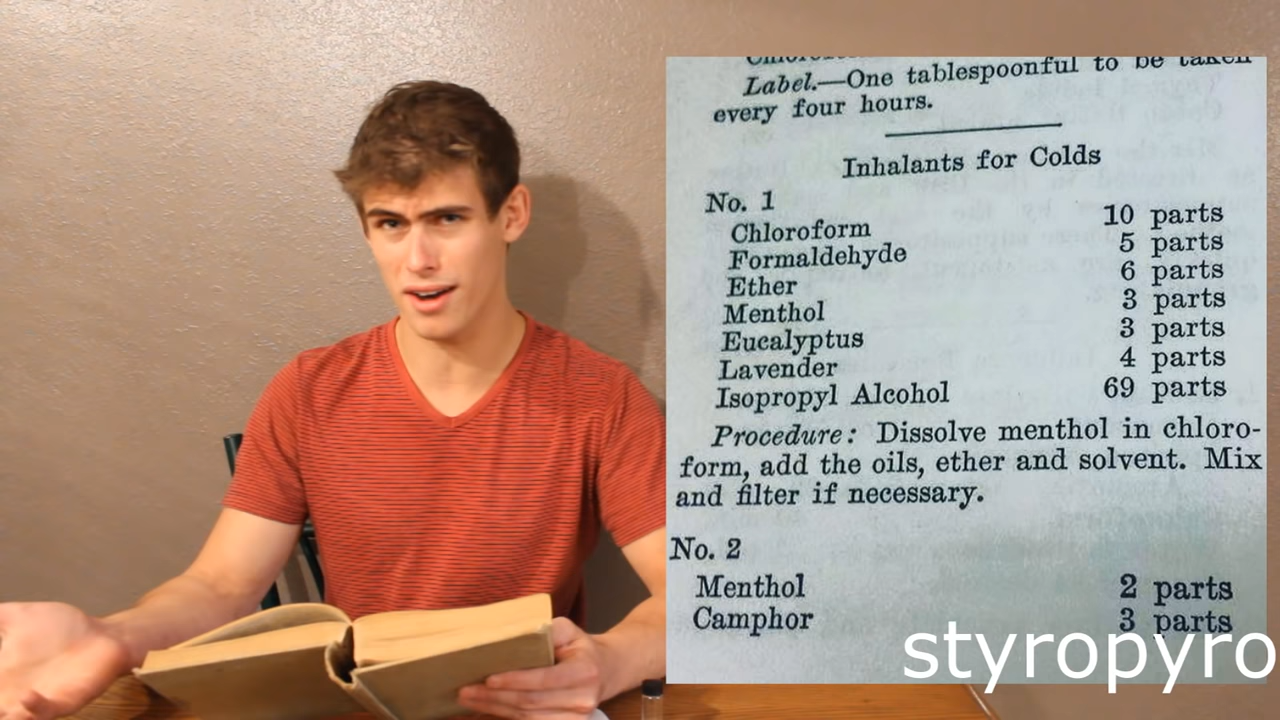 Label.—One tablespoonful to be taken
every four hours.
Inhalants for Colds
No. 1
Chloroform 10 parts
Formaldehyde 5 parts
Ether 6 parts
Menthol 3 parts
Eucalyptus 3 parts
Lavender 4 parts
Isopropyl Alcohol 69 parts
Procedure: Dissolve menthol in chloro-
form, add the oils, ether and solvent. Mix
and filter if necessary.
No. 2
Menthol 2 parts
Camphor 3 parts
styropyro